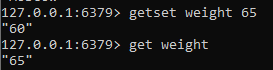 127.0.0.1:6379> getset weight 65
"60"
127.0.0.1:6379> get weight
"65"